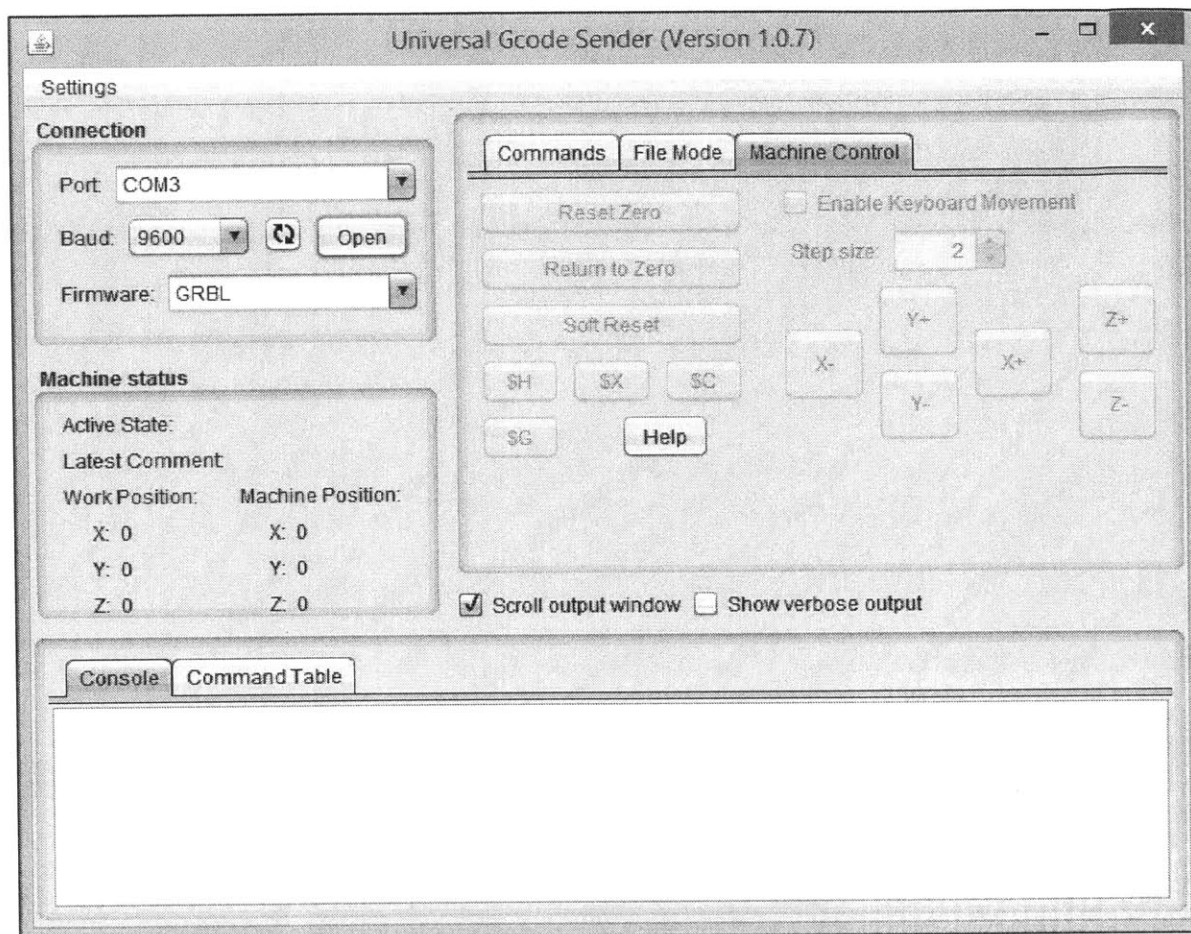 Universal Gcode Sender (Version 1.0.7)
Settings
Connection
Port: COM3
Baud: 9600 Open
Firmware: GRBL
Machine status
Active State:
Latest Comment:
Work Position: Machine Position:
X: 0 X: 0
Y: 0 Y: 0
Z: 0 Z: 0
Commands File Mode Machine Control
Reset Zero
Return to Zero
Soft Reset
$H $X $C
$G Help
Enable Keyboard Movement
Step size: 2
Y+ Z+
X- X+
Y- Z-
Scroll output window Show verbose output
Console Command Table